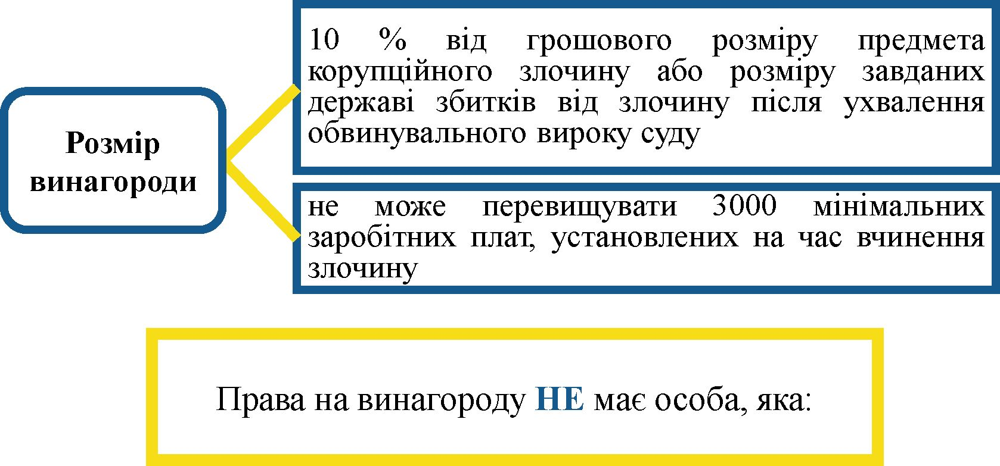 Розмір
винагороди
10 % від грошового розміру предмета
корупційного злочину або розміру завданих
державі збитків від злочину після ухвалення
обвинувального вироку суду
не може перевищувати 3000 мінімальних
заробітних плат, установлених на час вчинення
злочину
Права на винагороду НЕ має особа, яка: